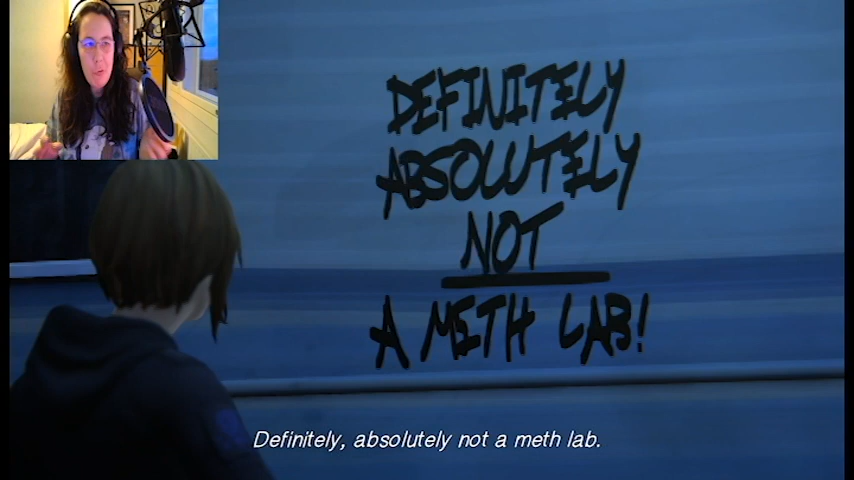 DEFINITELY
ABSOLUTELY
NOT
A METH LAB!
Definitely, absolutely not a meth lab.